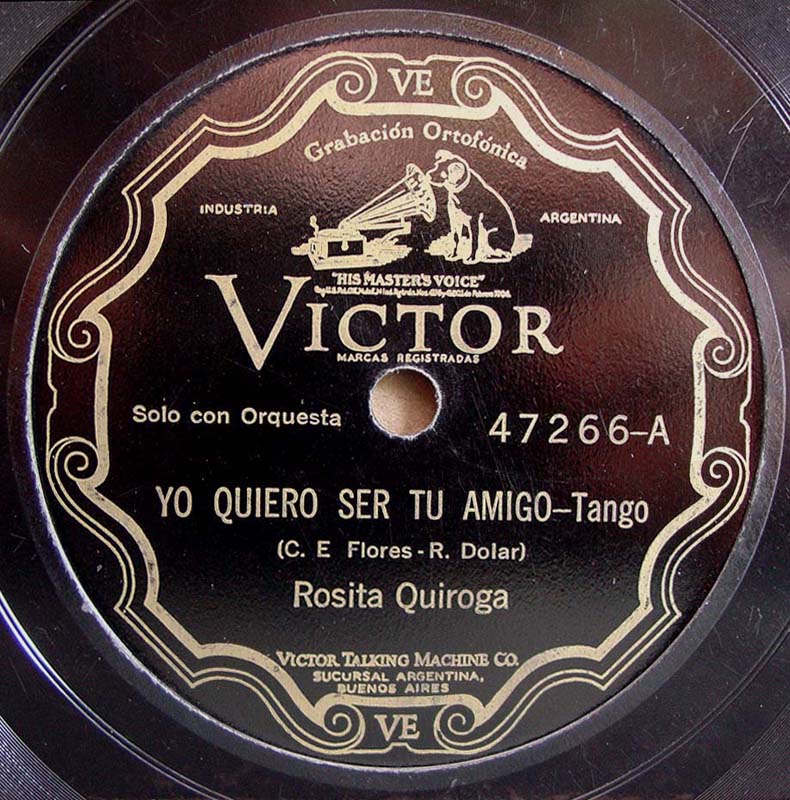 VE
Grabación Ortofónica
INDUSTRIA
ARGENTINA
"HIS MASTER'S VOICE"
VICTOR
MARCAS REGISTRADAS
Solo con Orquesta
47266-A
YO QUIERO SER TU AMIGO-Tango
(C. E Flores - R. Dolar)
Rosita Quiroga
VICTOR TALKING MACHINE CO.
SUCURSAL ARGENTINA,
BUENOS AIRES
VE